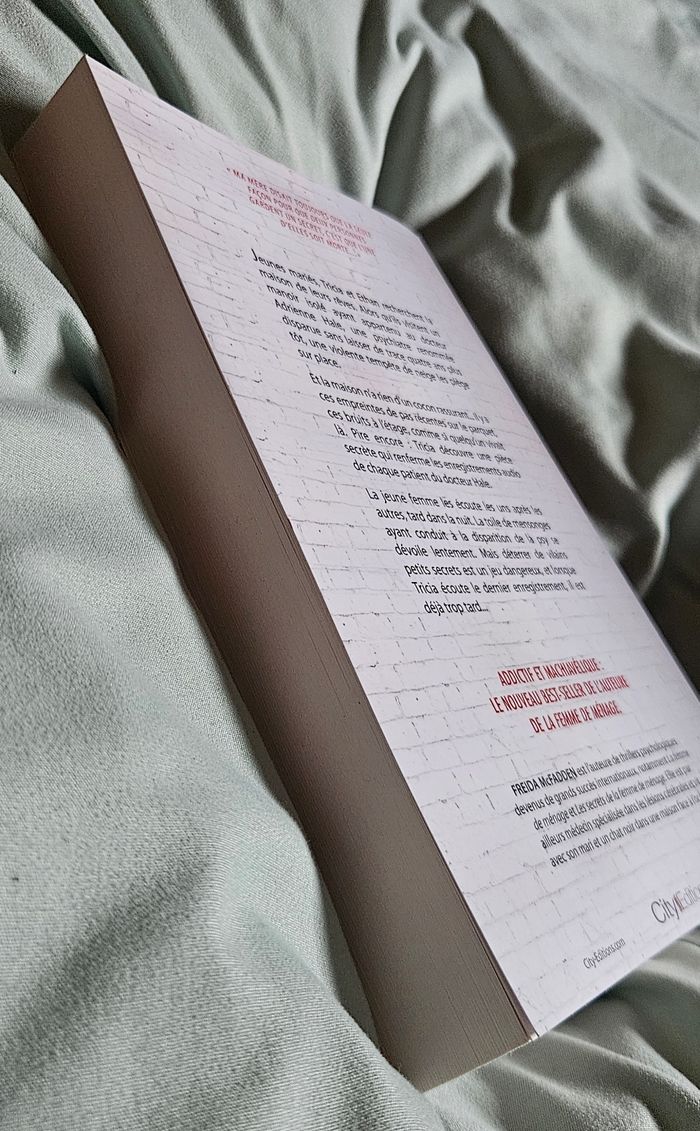 « MA MÈRE DISAIT TOUJOURS QUE LA SEULE
FAÇON POUR QUE DEUX PERSONNES
GARDENT UN SECRET, C'EST QUE L'UNE
D'ELLES SOIT MORTE... »
Jeunes mariés, Tricia et Ethan recherchent la
maison de leurs rêves. Alors qu'ils visitent un
manoir isolé ayant appartenu au docteur
Adrienne Hale, une psychiatre renommée
disparue sans laisser de trace quatre ans plus
tôt, une violente tempête de neige les piège
sur place.
Et la maison n'a rien d'un cocon rassurant... Il y a
ces empreintes de pas récentes sur le parquet,
ces bruits à l'étage, comme si quelqu'un vivait
là. Pire encore : Tricia découvre une pièce
secrète qui renferme les enregistrements audio
de chaque patient du docteur Hale.
La jeune femme les écoute les uns après les
autres, tard dans la nuit. La toile de mensonges
ayant conduit à la disparition de la psy se
dévoile lentement. Mais déterrer de vilains
petits secrets est un jeu dangereux, et lorsque
Tricia écoute le dernier enregistrement, il est
déjà trop tard...
ADDICTIF ET MACHIAVÉLIQUE :
LE NOUVEAU BEST-SELLER DE L'AUTEURE
DE LA FEMME DE MÉNAGE.
FREIDA McFADDEN est l'auteure de thrillers psychologiques
devenus de grands succès internationaux, notamment La femme
de ménage et Les secrets de la femme de ménage. Elle est par
ailleurs médecin spécialisée dans les lésions cérébrales et
avec son mari et un chat noir dans une maison face à
City Editions
City-Editions.com